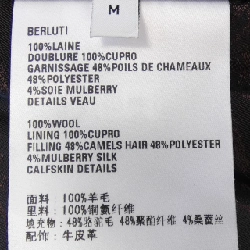 M
BERLUTI
100%LAINE
DOUBLURE 100%CUPRO
GARNISSAGE 48%POILS DE CHAMEAUX
48%POLYESTER
4%SOIE MULBERRY
DETAILS VEAU
100%WOOL
LINING 100%CUPRO
FILLING 48%CAMELS HAIR 48%POLYESTER
4%MULBERRY SILK
CALFSKIN DETAILS
面料: 100%羊毛
里料: 100%铜氨纤维
填充物: 48%骆驼毛 48%聚酯纤维 4%桑蚕丝
配饰: 牛皮革